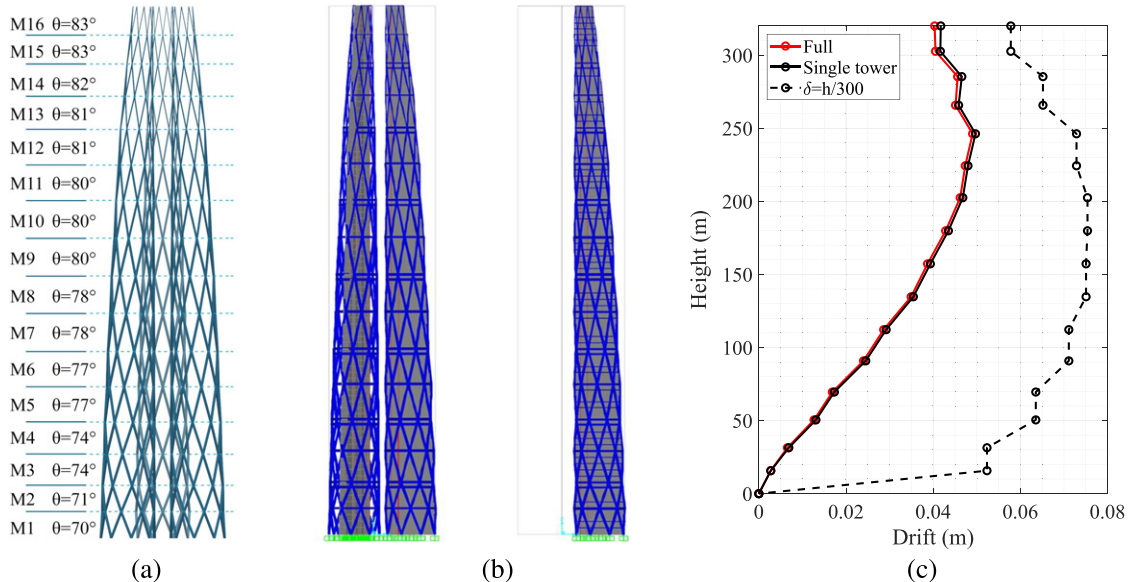 M16 θ=83°
M15 θ=83°
M14 θ=82°
M13 θ=81°
M12 θ=81°
M11 θ=80°
M10 θ=80°
M9 θ=80°
M8 θ=78°
M7 θ=78°
M6 θ=77°
M5 θ=77°
M4 θ=74°
M3 θ=74°
M2 θ=71°
M1 θ=70°
(a)
(b)
Full
Single tower
δ=h/300
Height (m)
300
250
200
150
100
50
0
0 0.02 0.04 0.06 0.08
Drift (m)
(c)